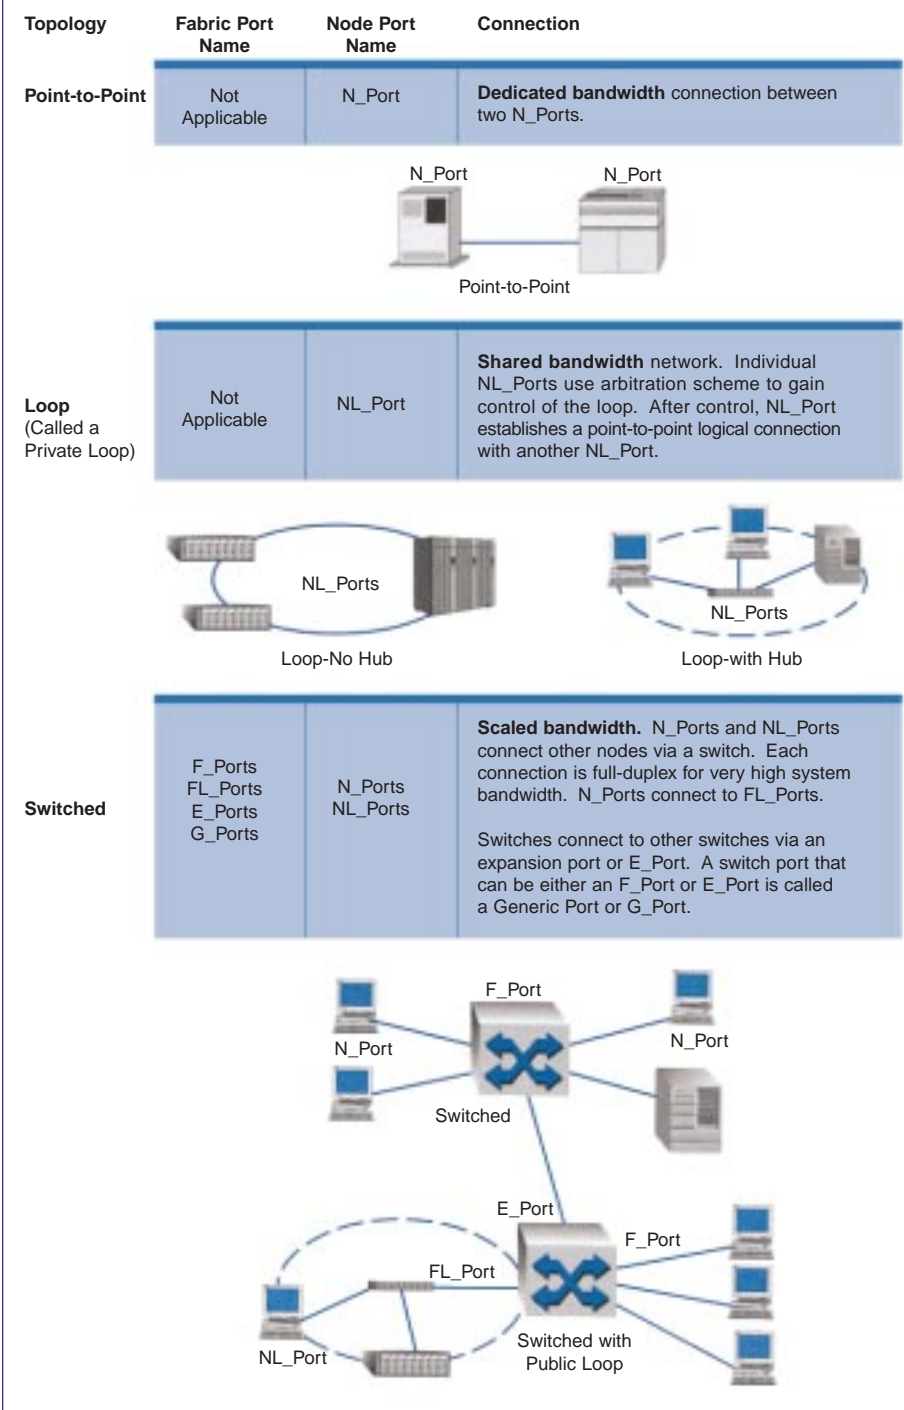 Topology
Fabric Port
Name
Node Port
Name
Connection
Point-to-Point
Not
Applicable
N_Port
Dedicated bandwidth connection between
two N_Ports.
N_Port
N_Port
Point-to-Point
Loop
(Called a
Private Loop)
Not
Applicable
NL_Port
Shared bandwidth network. Individual
NL_Ports use arbitration scheme to gain
control of the loop. After control, NL_Port
establishes a point-to-point logical connection
with another NL_Port.
NL_Ports
Loop-No Hub
NL_Ports
Loop-with Hub
Switched
F_Ports
FL_Ports
E_Ports
G_Ports
N_Ports
NL_Ports
Scaled bandwidth. N_Ports and NL_Ports
connect other nodes via a switch. Each
connection is full-duplex for very high system
bandwidth. N_Ports connect to FL_Ports.
Switches connect to other switches via an
expansion port or E_Port. A switch port that
can be either an F_Port or E_Port is called
a Generic Port or G_Port.
F_Port
N_Port
N_Port
Switched
E_Port
F_Port
FL_Port
NL_Port
Switched with
Public Loop